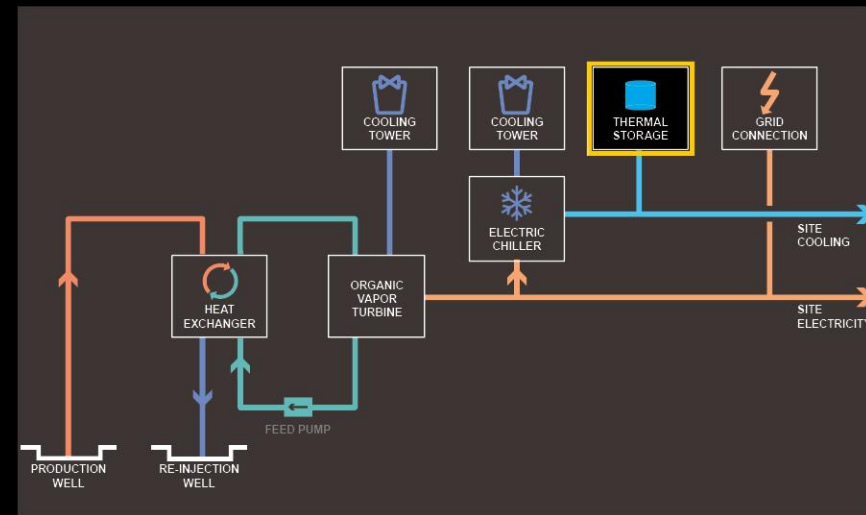 COOLING
TOWER
COOLING
TOWER
THERMAL
STORAGE
GRID
CONNECTION
ELECTRIC
CHILLER
SITE
COOLING
HEAT
EXCHANGER
ORGANIC
VAPOR
TURBINE
SITE
ELECTRICITY
FEED PUMP
PRODUCTION
WELL
RE-INJECTION
WELL